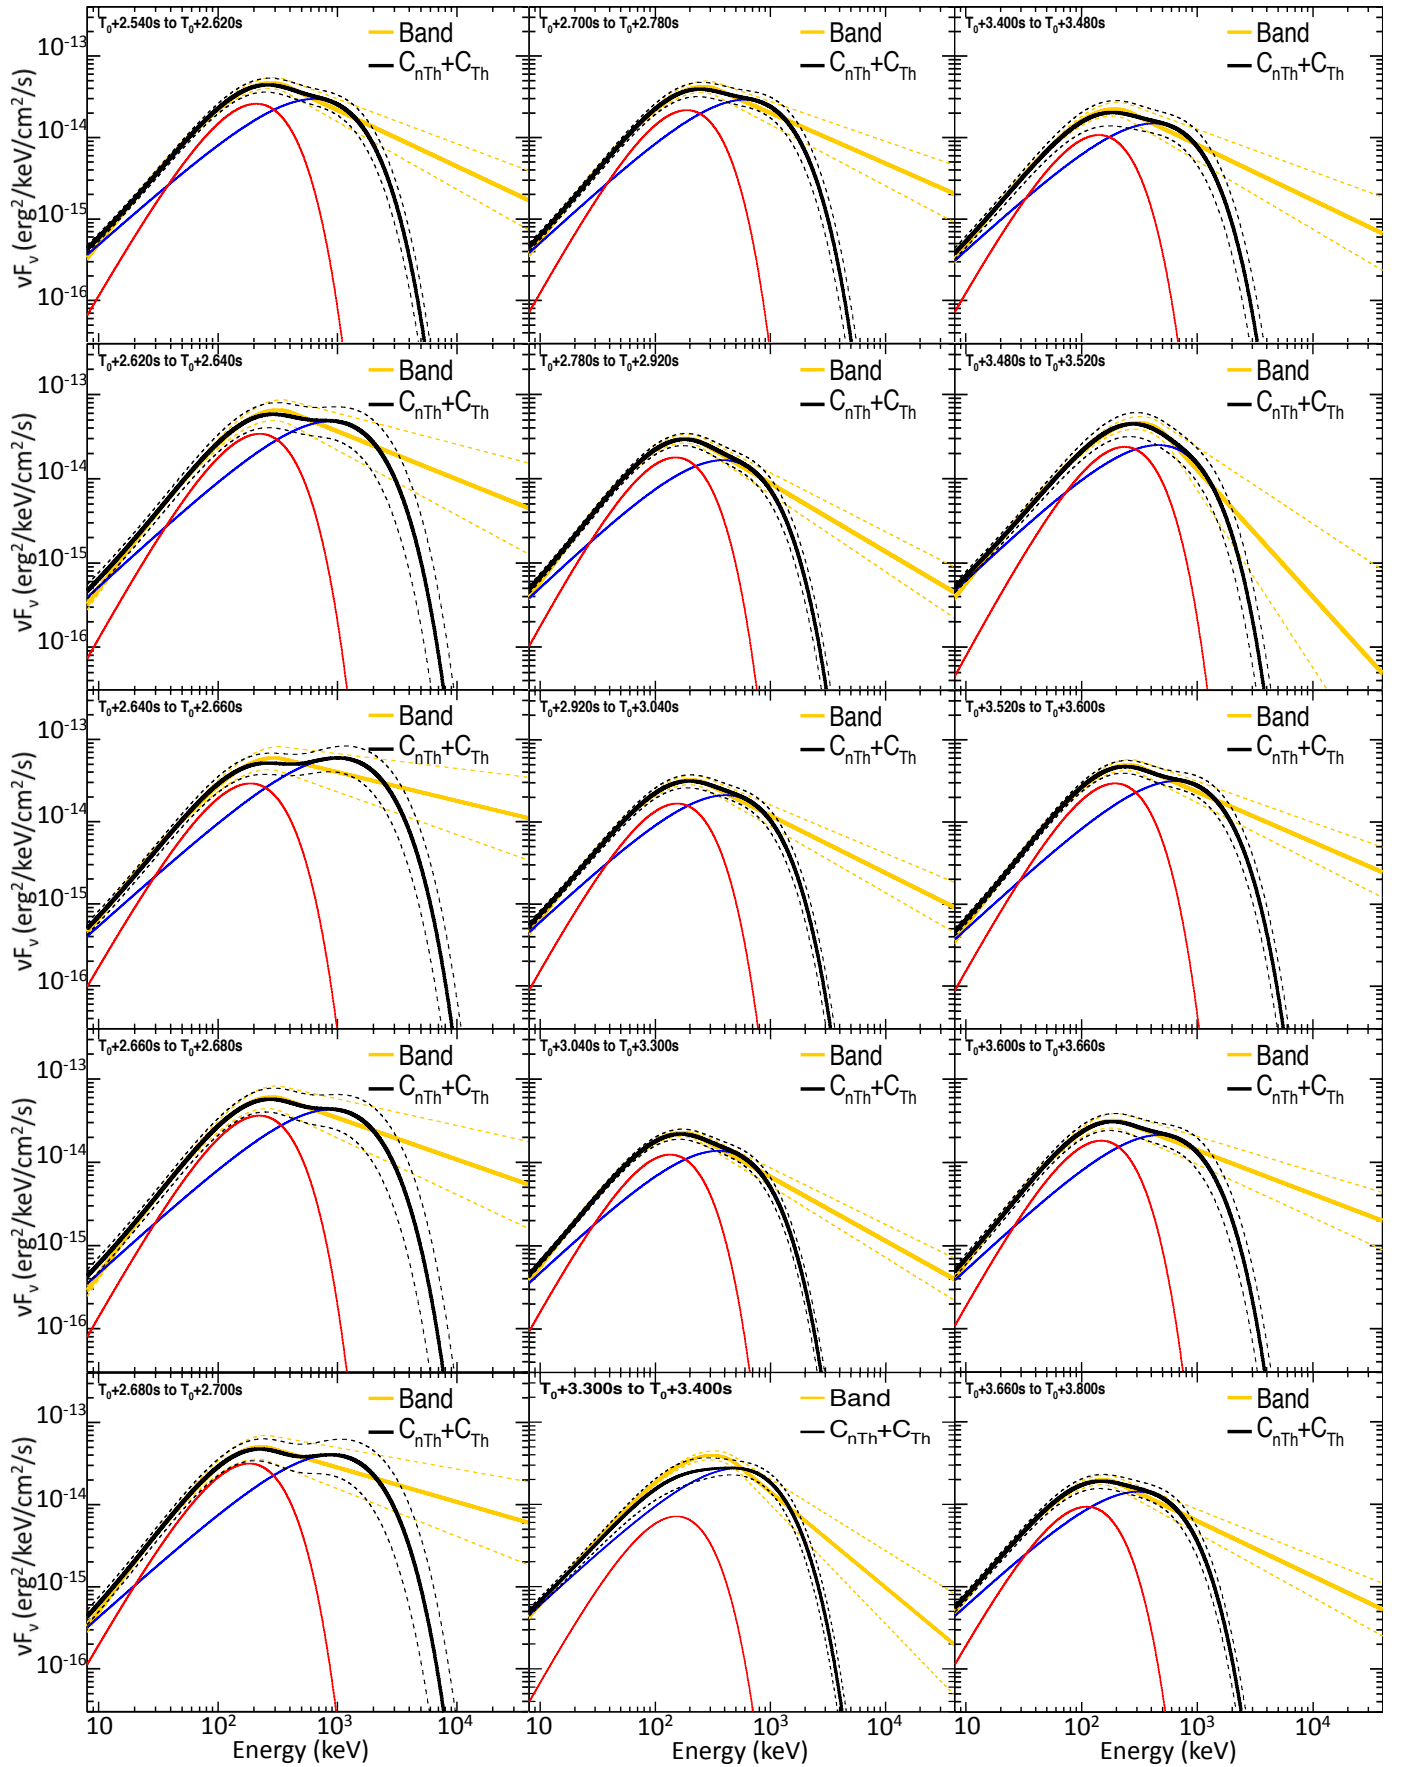 T₀+2.540s to T₀+2.620s
Band
CₙTₕ+CTₕ
T₀+2.700s to T₀+2.780s
Band
CₙTₕ+CTₕ
T₀+3.400s to T₀+3.480s
Band
CₙTₕ+CTₕ
10⁻¹³
10⁻¹⁴
10⁻¹⁵
10⁻¹⁶
νFᵥ (erg²/keV/cm²/s)
T₀+2.620s to T₀+2.640s
Band
CₙTₕ+CTₕ
T₀+2.780s to T₀+2.920s
Band
CₙTₕ+CTₕ
T₀+3.480s to T₀+3.520s
Band
CₙTₕ+CTₕ
10⁻¹³
10⁻¹⁴
10⁻¹⁵
10⁻¹⁶
νFᵥ (erg²/keV/cm²/s)
T₀+2.640s to T₀+2.660s
Band
CₙTₕ+CTₕ
T₀+2.920s to T₀+3.040s
Band
CₙTₕ+CTₕ
T₀+3.520s to T₀+3.600s
Band
CₙTₕ+CTₕ
10⁻¹³
10⁻¹⁴
10⁻¹⁵
10⁻¹⁶
νFᵥ (erg²/keV/cm²/s)
T₀+2.660s to T₀+2.680s
Band
CₙTₕ+CTₕ
T₀+3.040s to T₀+3.300s
Band
CₙTₕ+CTₕ
T₀+3.600s to T₀+3.660s
Band
CₙTₕ+CTₕ
10⁻¹³
10⁻¹⁴
10⁻¹⁵
10⁻¹⁶
νFᵥ (erg²/keV/cm²/s)
T₀+2.680s to T₀+2.700s
Band
CₙTₕ+CTₕ
T₀+3.300s to T₀+3.400s
Band
CₙTₕ+CTₕ
T₀+3.660s to T₀+3.800s
Band
CₙTₕ+CTₕ
10⁻¹³
10⁻¹⁴
10⁻¹⁵
10⁻¹⁶
νFᵥ (erg²/keV/cm²/s)
10 10² 10³ 10⁴ 10 10² 10³ 10⁴ 10 10² 10³ 10⁴
Energy (keV) Energy (keV) Energy (keV)